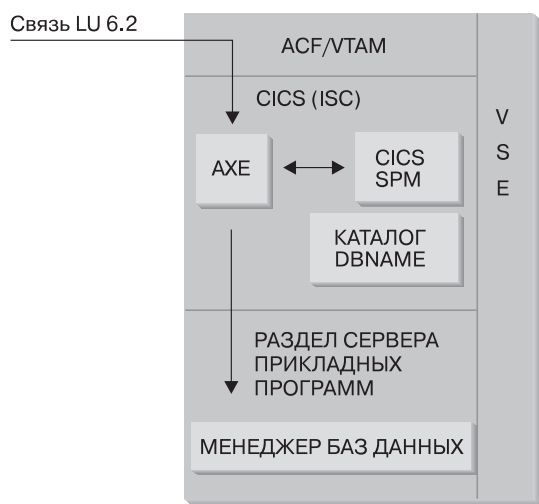 Связь LU 6.2
ACF/VTAM
CICS (ISC)
V
S
E
AXE
CICS
SPM
КАТАЛОГ
DBNAME
РАЗДЕЛ СЕРВЕРА
ПРИКЛАДНЫХ
ПРОГРАММ
МЕНЕДЖЕР БАЗ ДАННЫХ